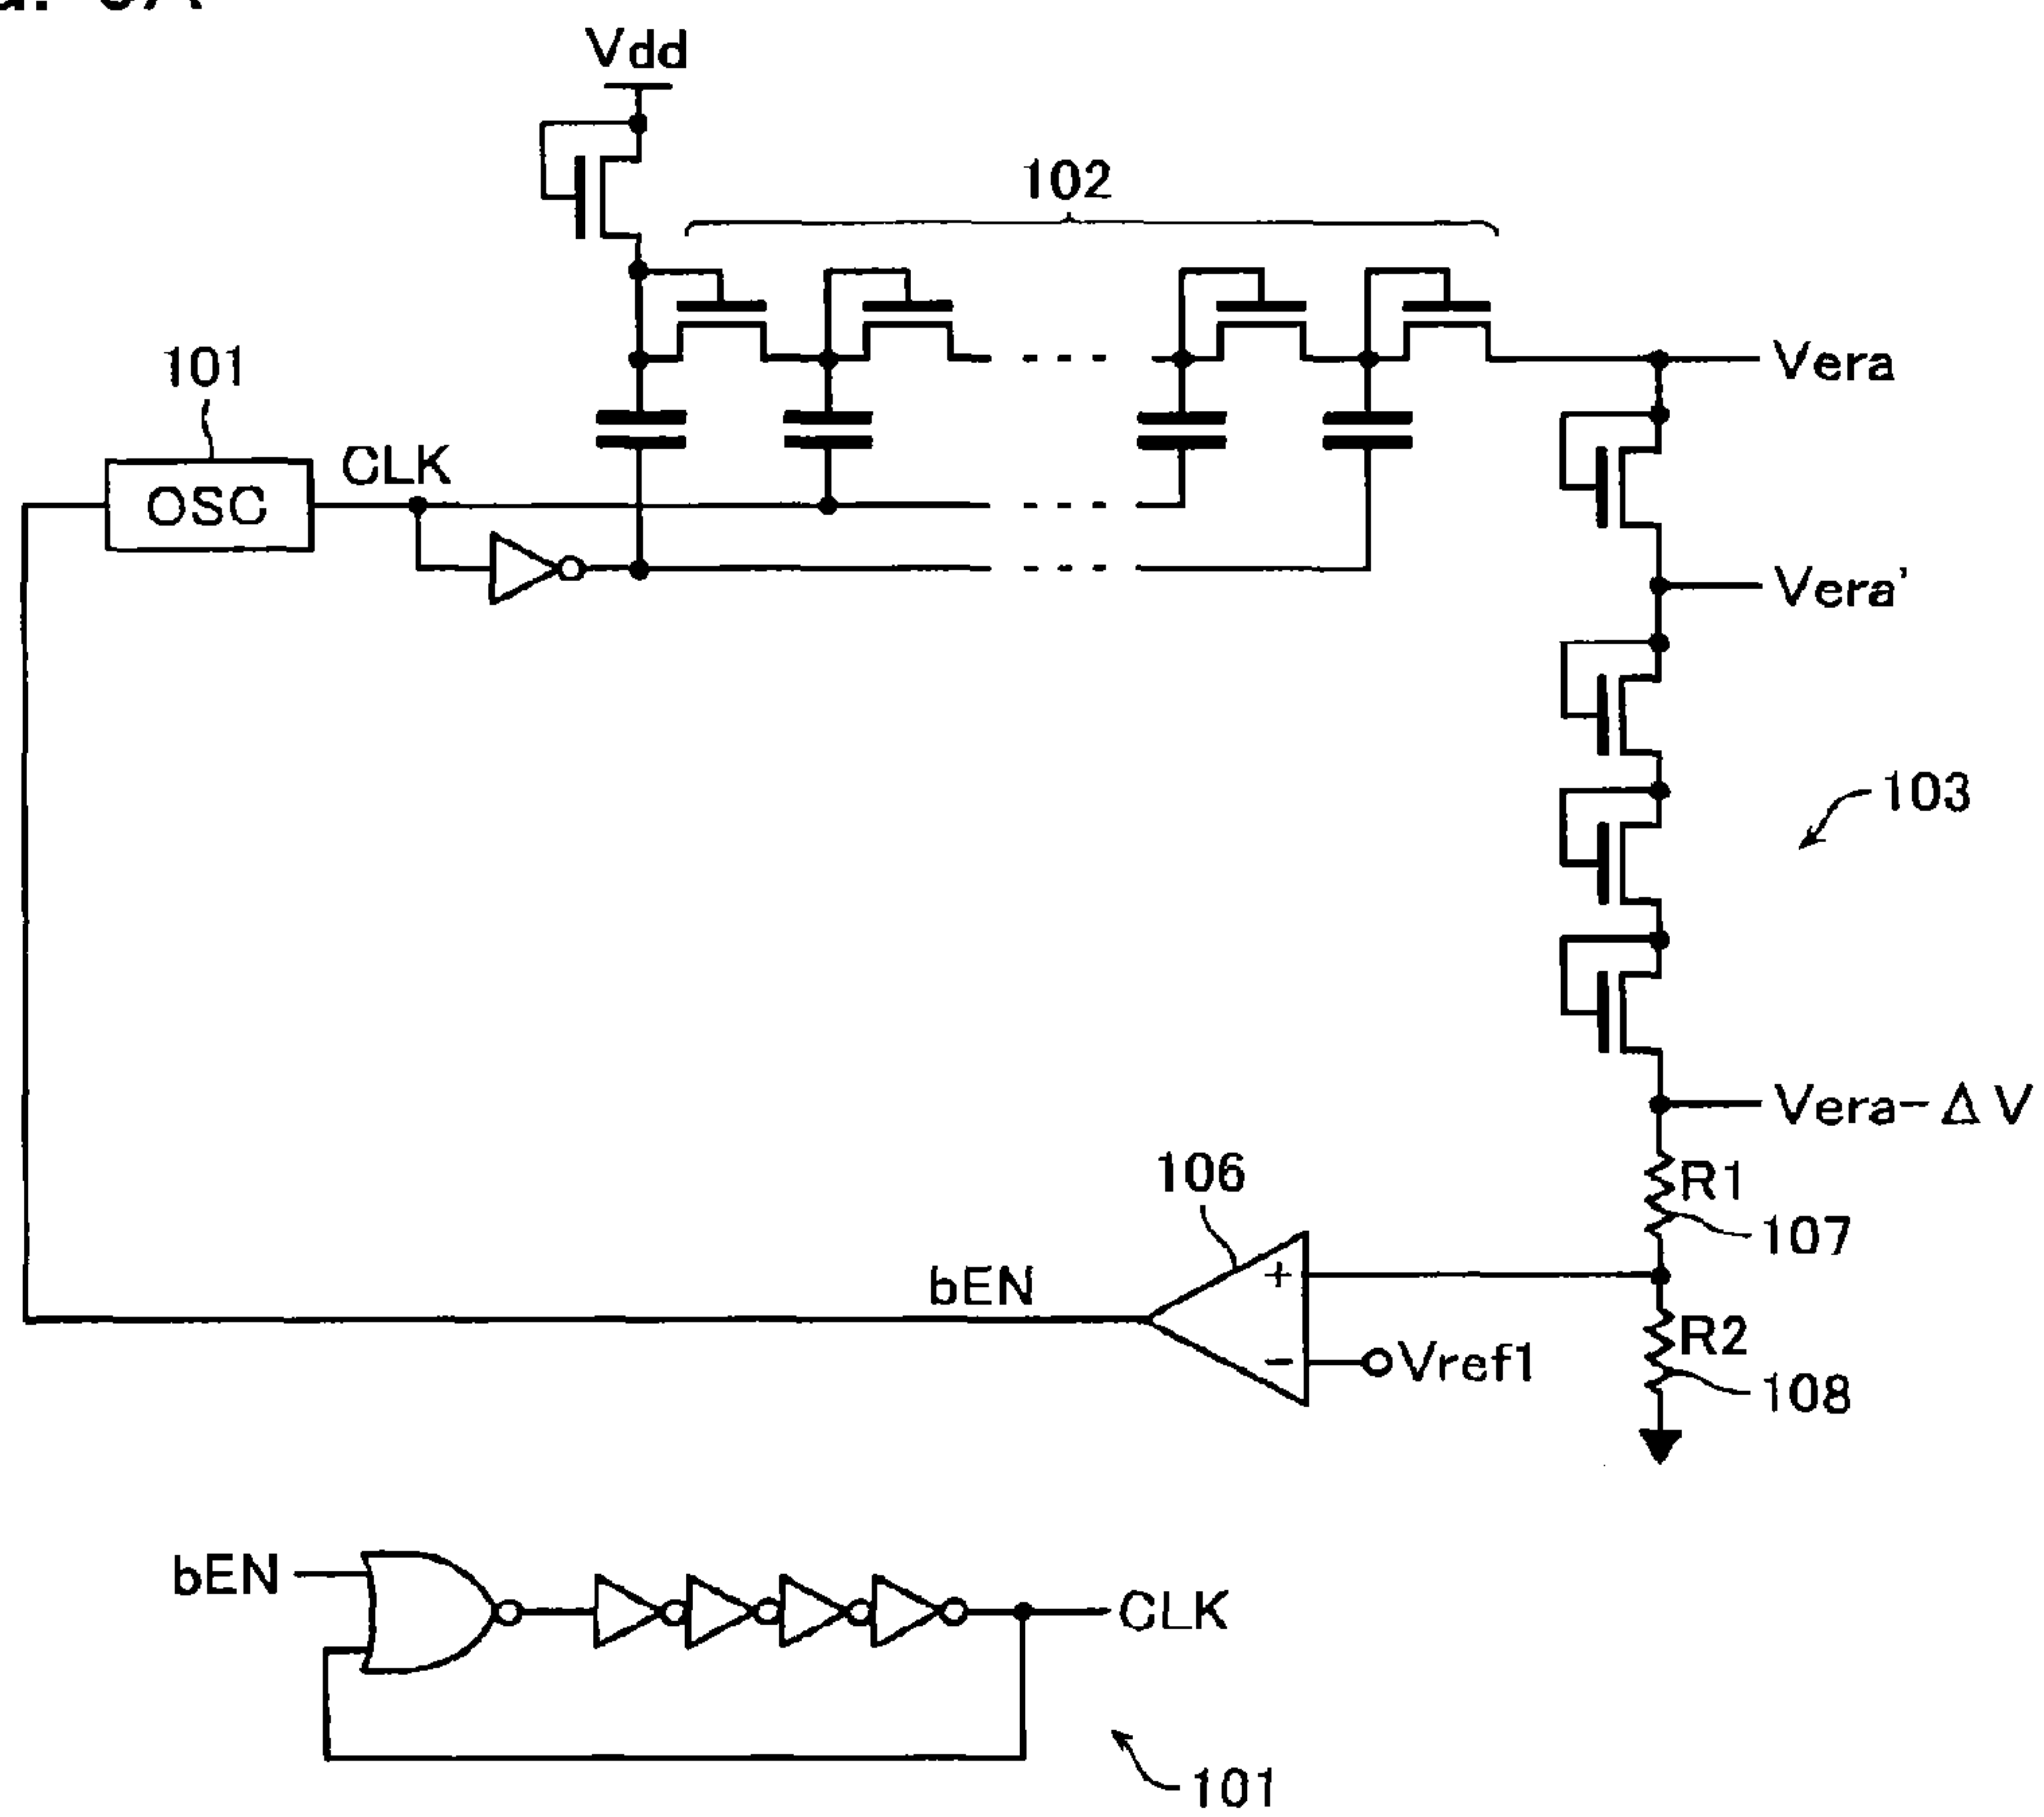 Vdd
102
101
CLK
OSC
Vera
Vera'
103
Vera-ΔV
R1
107
106
+
bEN
-
Vref1
R2
108
bEN
CLK
101